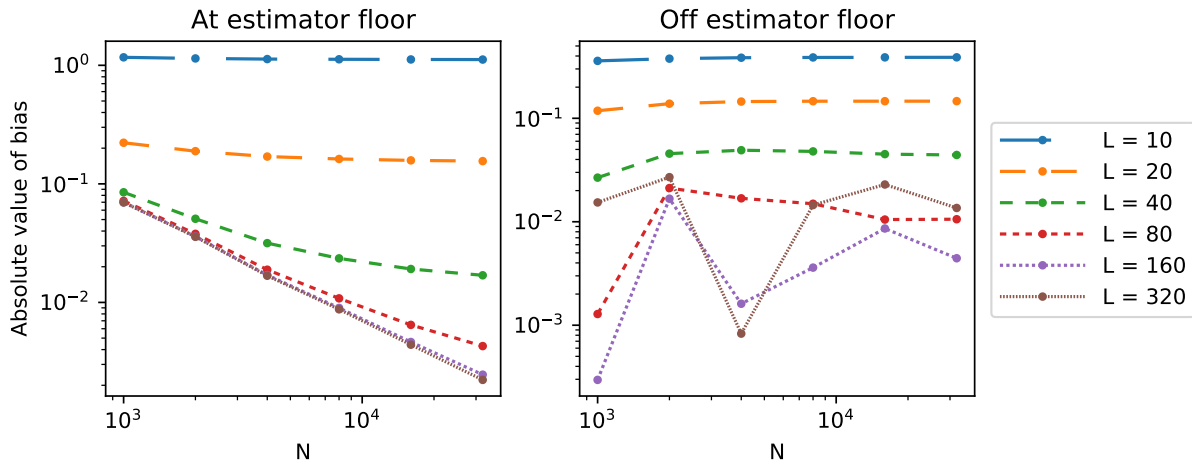 At estimator floor
Off estimator floor
Absolute value of bias
10⁰
10⁻¹
10⁻²
10³
10⁴
N
10⁻¹
10⁻²
10⁻³
10³
10⁴
N
L = 10
L = 20
L = 40
L = 80
L = 160
L = 320